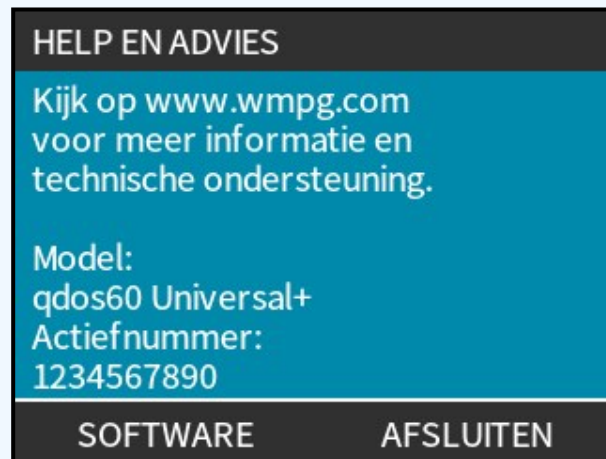 HELP EN ADVIES
Kijk op www.wmpg.com
voor meer informatie en
technische ondersteuning.
Model:
qdos60 Universal+
Actiefnummer:
1234567890
SOFTWARE AFSLUITEN